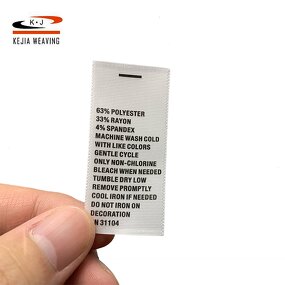 K·J
KEJIA WEAVING
63% POLYESTER
33% RAYON
4% SPANDEX
MACHINE WASH COLD
WITH LIKE COLORS
GENTLE CYCLE
ONLY NON-CHLORINE
BLEACH WHEN NEEDED
TUMBLE DRY LOW
REMOVE PROMPTLY
COOL IRON IF NEEDED
DO NOT IRON ON
DECORATION
N 31104